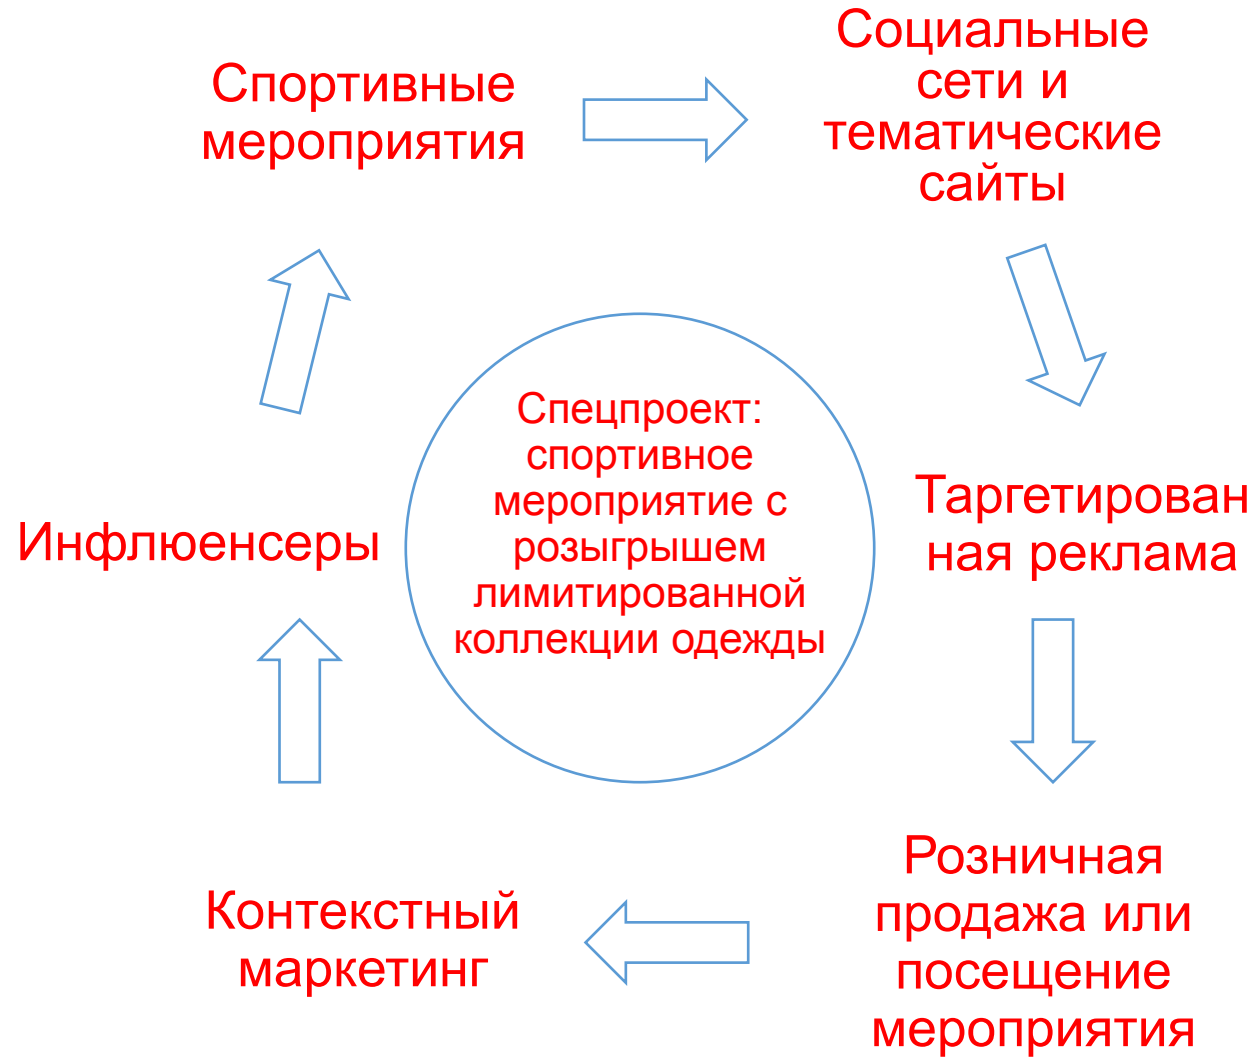 Спортивные
мероприятия
Социальные
сети и
тематические
сайты
Таргетирован
ная реклама
Розничная
продажа или
посещение
мероприятия
Контекстный
маркетинг
Инфлюенсеры
Спецпроект:
спортивное
мероприятие с
розыгрышем
лимитированной
коллекции одежды